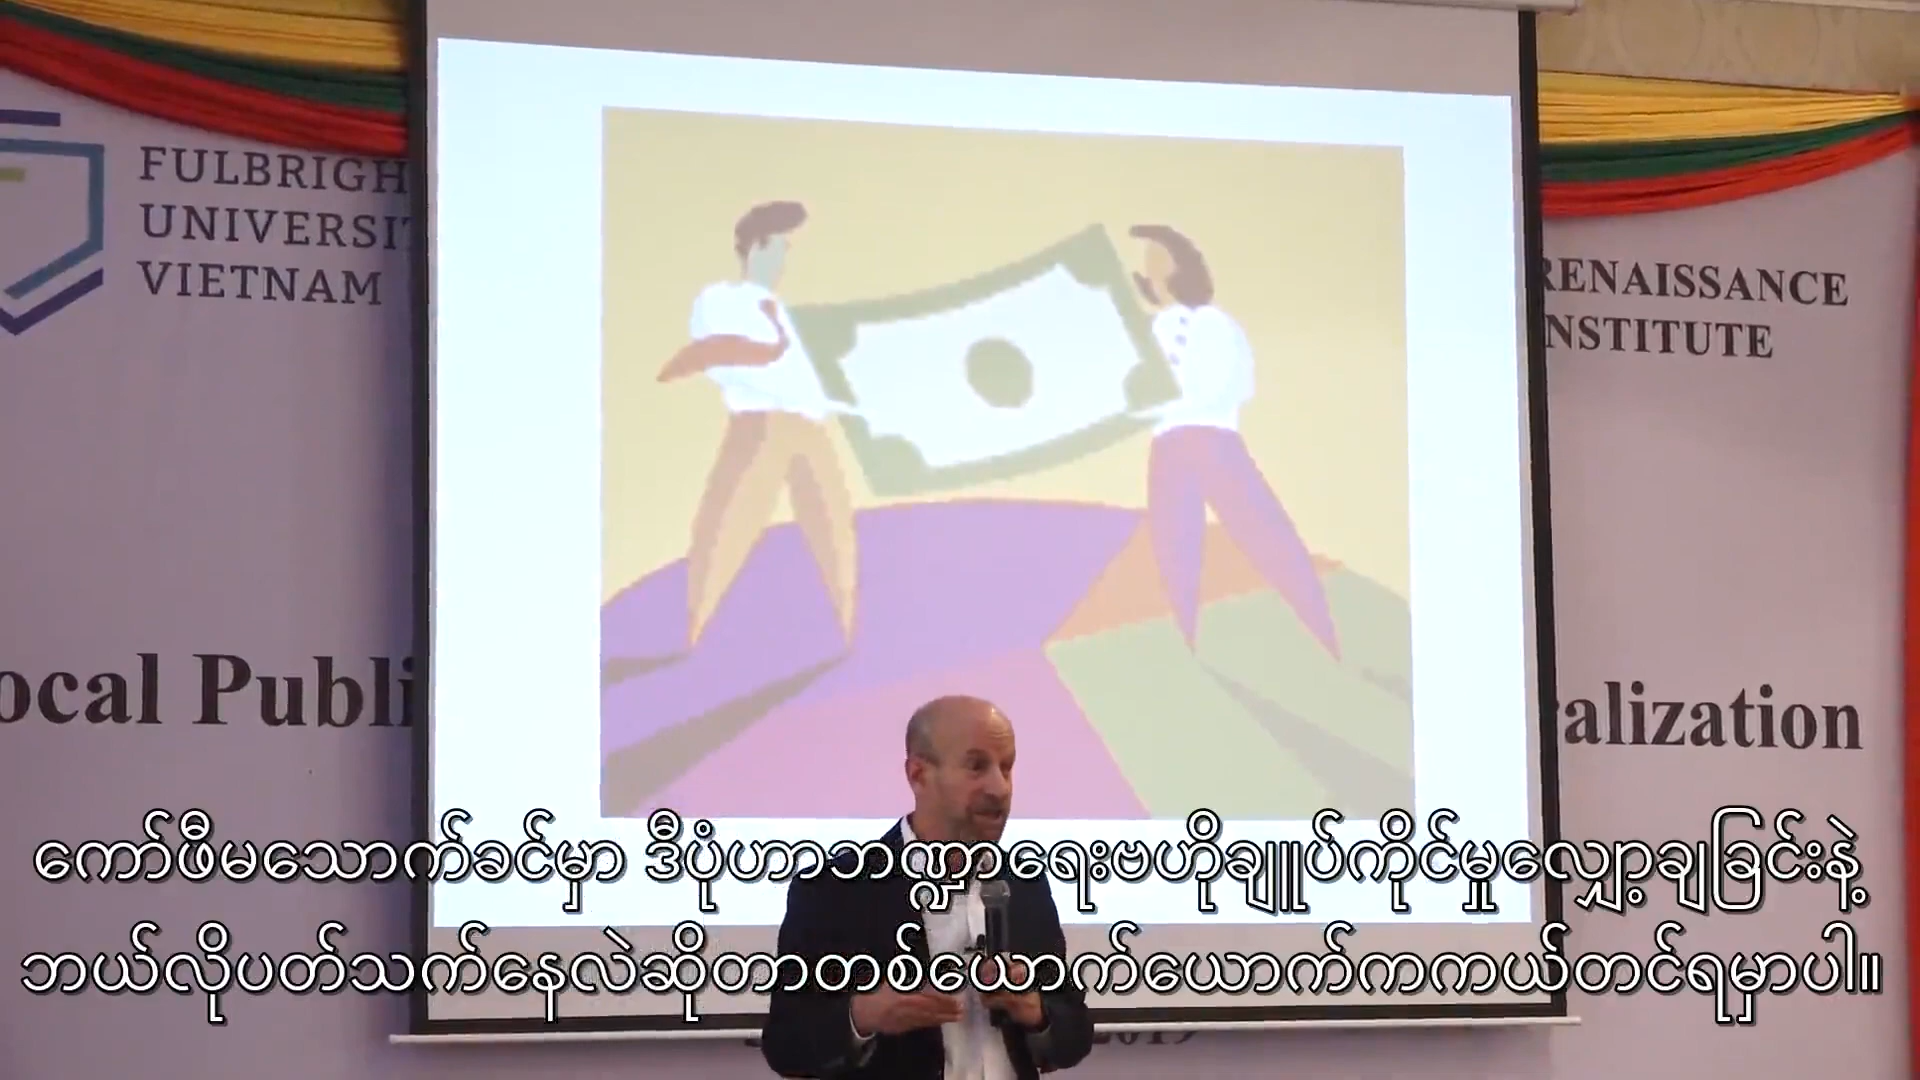 FULBRIGH
UNIVERSIT
VIETNAM
RENAISSANCE
INSTITUTE
ocal Publi
ralization
2019
ကော်ဖီမသောက်ခင်မှာ ဒီပုံဟာဘဏ္ဍာရေးဗဟိုချုပ်ကိုင်မှုလျှော့ချခြင်းနဲ့
ဘယ်လိုပတ်သက်နေလဲဆိုတာတစ်ယောက်ယောက်ကကယ်တင်ရမှာပါ။